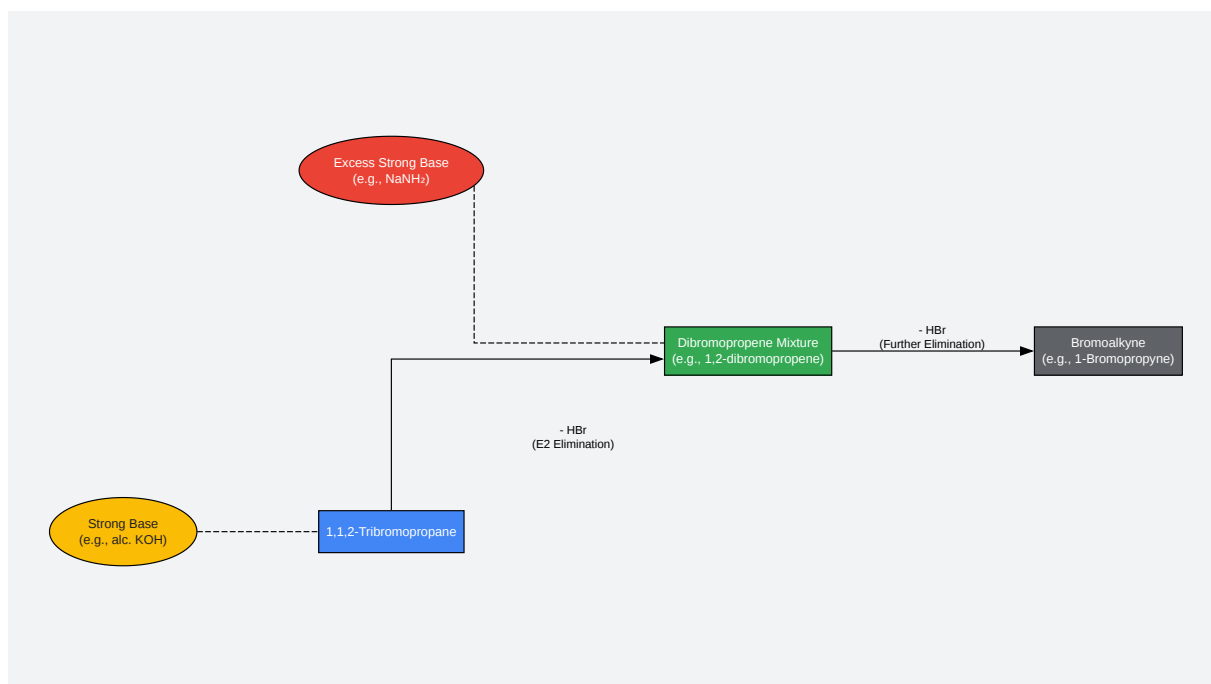 Excess Strong Base
(e.g., NaNH₂)
Dibromopropene Mixture
(e.g., 1,2-dibromopropene)
- HBr
(Further Elimination)
Bromoalkyne
(e.g., 1-Bromopropyne)
- HBr
(E2 Elimination)
Strong Base
(e.g., alc. KOH)
1,1,2-Tribromopropane